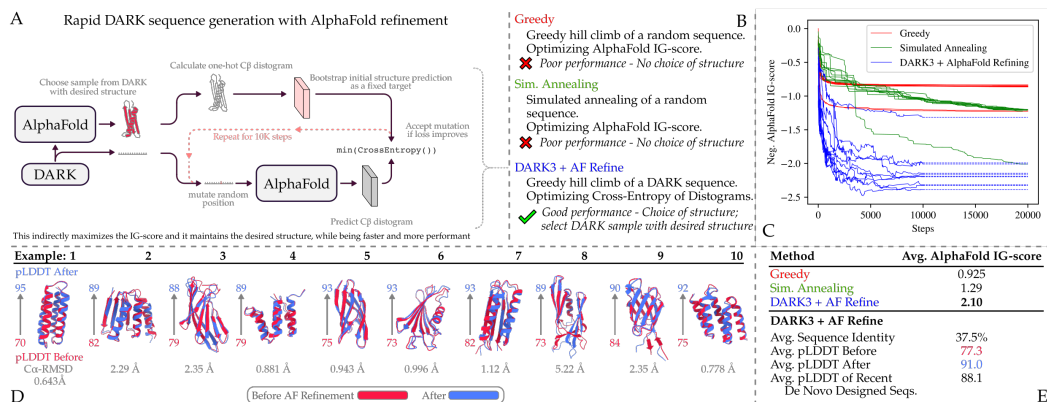 A
Rapid DARK sequence generation with AlphaFold refinement
Choose sample from DARK
with desired structure
Calculate one-hot Cβ distogram
Bootstrap initial structure prediction
as a fixed target
AlphaFold
DARK
Repeat for 10K steps
Accept mutation
if loss improves
min(CrossEntropy())
mutate random
position
AlphaFold
Predict Cβ distogram
This indirectly maximizes the IG-score and it maintains the desired structure, while being faster and more performant
B
Greedy
Greedy hill climb of a random sequence.
Optimizing AlphaFold IG-score.
Poor performance - No choice of structure
Sim. Annealing
Simulated annealing of a random
sequence.
Optimizing AlphaFold IG-score.
Poor performance - No choice of structure
DARK3 + AF Refine
Greedy hill climb of a DARK sequence.
Optimizing Cross-Entropy of Distograms.
Good performance - Choice of structure;
select DARK sample with desired structure
C
Neg. AlphaFold IG-score
0.0
−0.5
−1.0
−1.5
−2.0
−2.5
0
5000
10000
15000
20000
Steps
Greedy
Simulated Annealing
DARK3 + AlphaFold Refining
D
Example: 1 2 3 4 5 6 7 8 9 10
pLDDT After
95 89 88 89 93 93 93 89 90 92
70 82 79 79 75 73 82 73 84 75
pLDDT Before
Cα-RMSD
0.643Å 2.29 Å 2.35 Å 0.881 Å 0.943 Å 0.996 Å 1.12 Å 5.22 Å 2.35 Å 0.778 Å
Before AF Refinement After
E
Method Avg. AlphaFold IG-score
Greedy 0.925
Sim. Annealing 1.29
DARK3 + AF Refine 2.10
DARK3 + AF Refine
Avg. Sequence Identity 37.5%
Avg. pLDDT Before 77.3
Avg. pLDDT After 91.0
Avg. pLDDT of Recent 88.1
De Novo Designed Seqs.